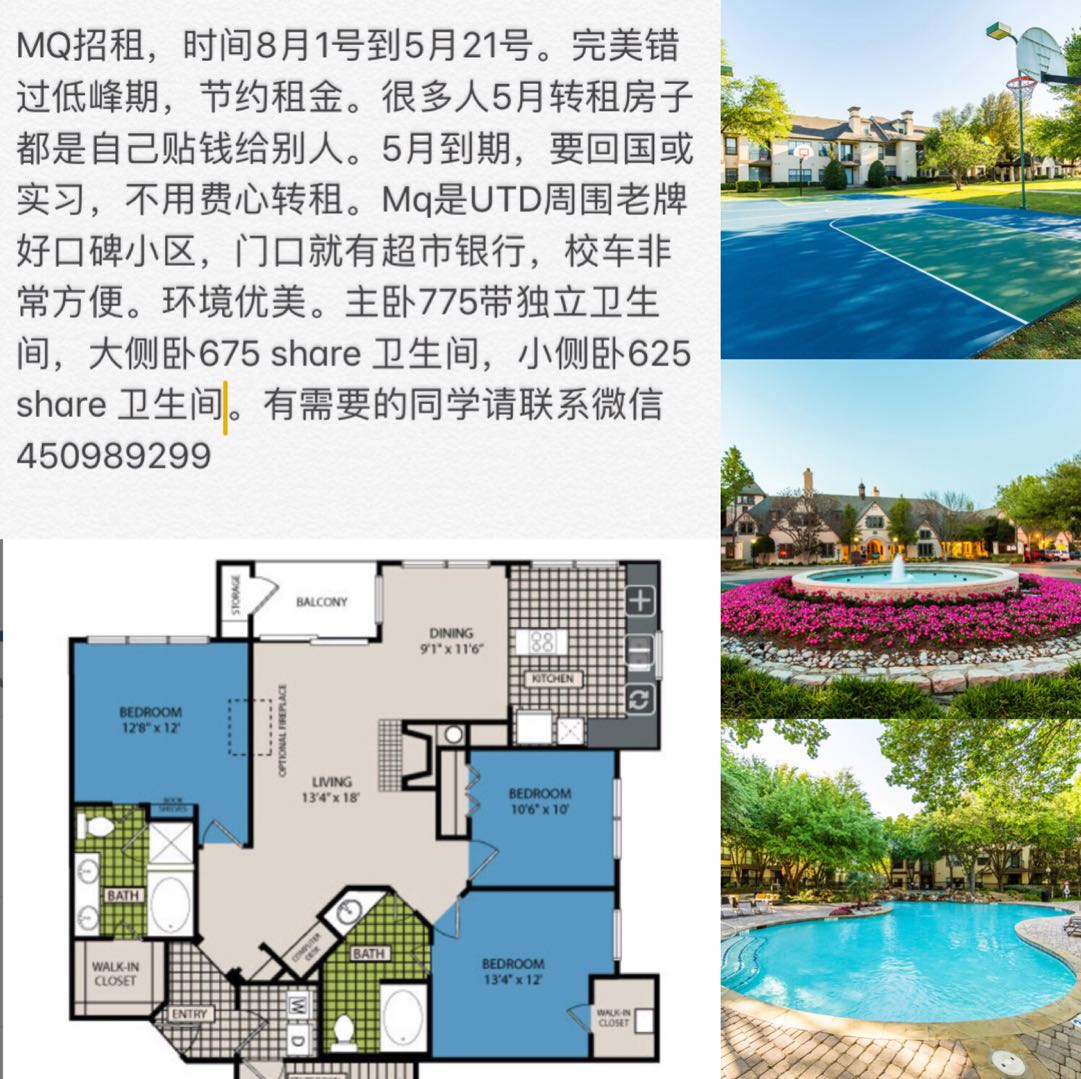 MQ招租，时间8月1号到5月21号。完美错
过低峰期，节约租金。很多人5月转租房子
都是自己贴钱给别人。5月到期，要回国或
实习，不用费心转租。Mq是UTD周围老牌
好口碑小区，门口就有超市银行，校车非
常方便。环境优美。主卧775带独立卫生
间，大侧卧675 share 卫生间，小侧卧625
share 卫生间。有需要的同学请联系微信
450989299
STORAGE
BALCONY
DINING
9'1" x 11'6"
KITCHEN
BEDROOM
12'8" x 12'
OPTIONAL FIREPLACE
LIVING
13'4" x 18'
BEDROOM
10'6" x 10'
BOOK
SHELVES
BATH
WALK-IN
CLOSET
ENTRY
COMPUTER
DESK
BATH
BEDROOM
13'4" x 12'
WALK-IN
CLOSET
W
D